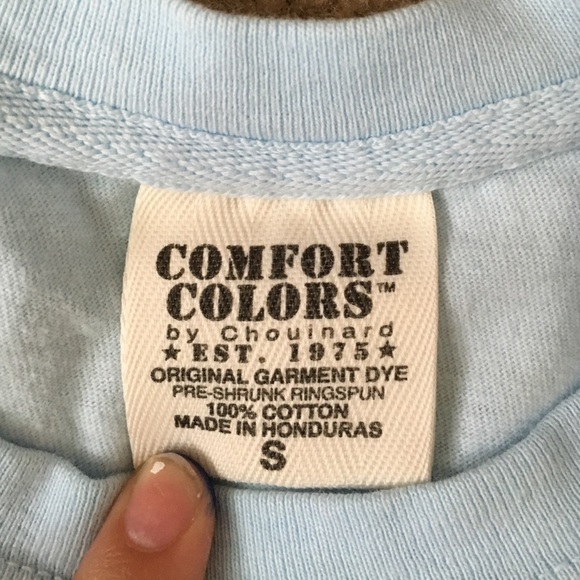 COMFORT
COLORS™
by Chouinard
★ EST. 1975 ★
ORIGINAL GARMENT DYE
PRE-SHRUNK RINGSPUN
100% COTTON
MADE IN HONDURAS
S